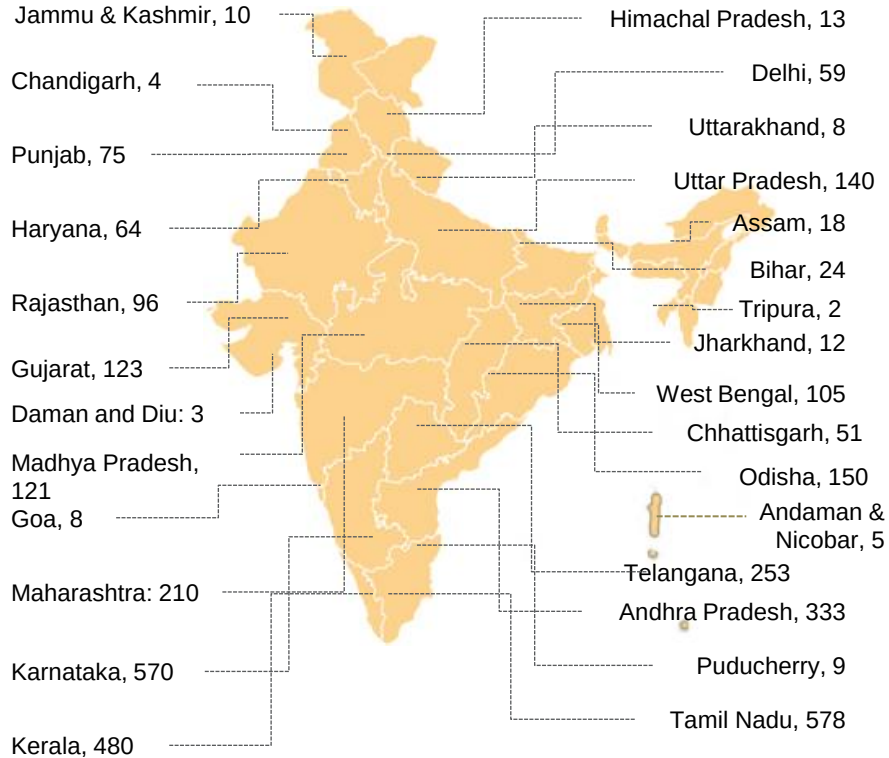 Jammu & Kashmir, 10
Chandigarh, 4
Punjab, 75
Haryana, 64
Rajasthan, 96
Gujarat, 123
Daman and Diu: 3
Madhya Pradesh,
121
Goa, 8
Maharashtra: 210
Karnataka, 570
Kerala, 480
Himachal Pradesh, 13
Delhi, 59
Uttarakhand, 8
Uttar Pradesh, 140
Assam, 18
Bihar, 24
Tripura, 2
Jharkhand, 12
West Bengal, 105
Chhattisgarh, 51
Odisha, 150
Andaman &
Nicobar, 5
Telangana, 253
Andhra Pradesh, 333
Puducherry, 9
Tamil Nadu, 578